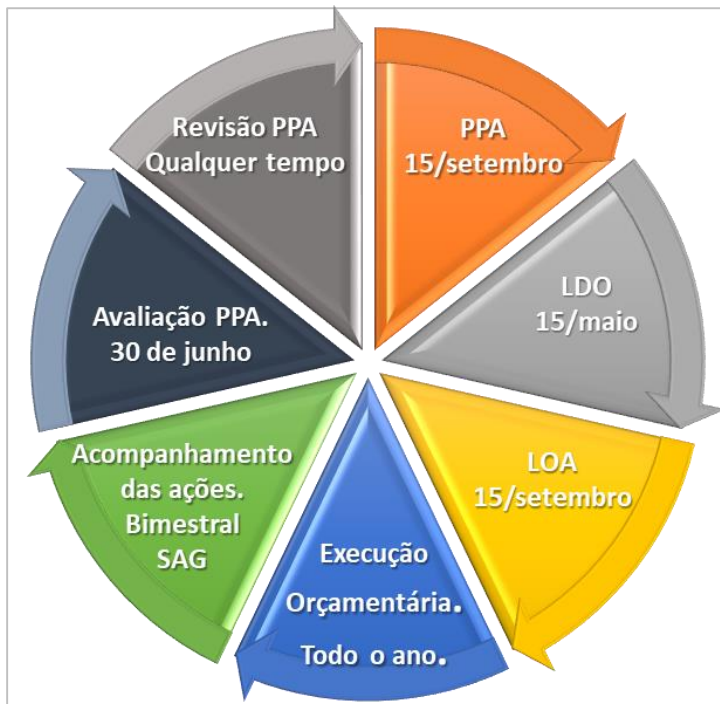 PPA
15/setembro
LDO
15/maio
LOA
15/setembro
Execução
Orçamentária.
Todo o ano.
Acompanhamento
das ações.
Bimestral
SAG
Avaliação PPA.
30 de junho
Revisão PPA
Qualquer tempo